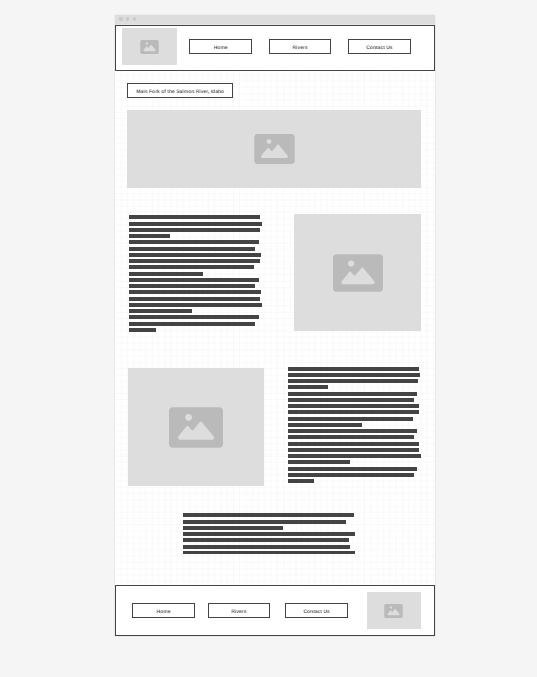 Home
Rivers
Contact Us
Main Fork of the Salmon River, Idaho
Home
Rivers
Contact Us